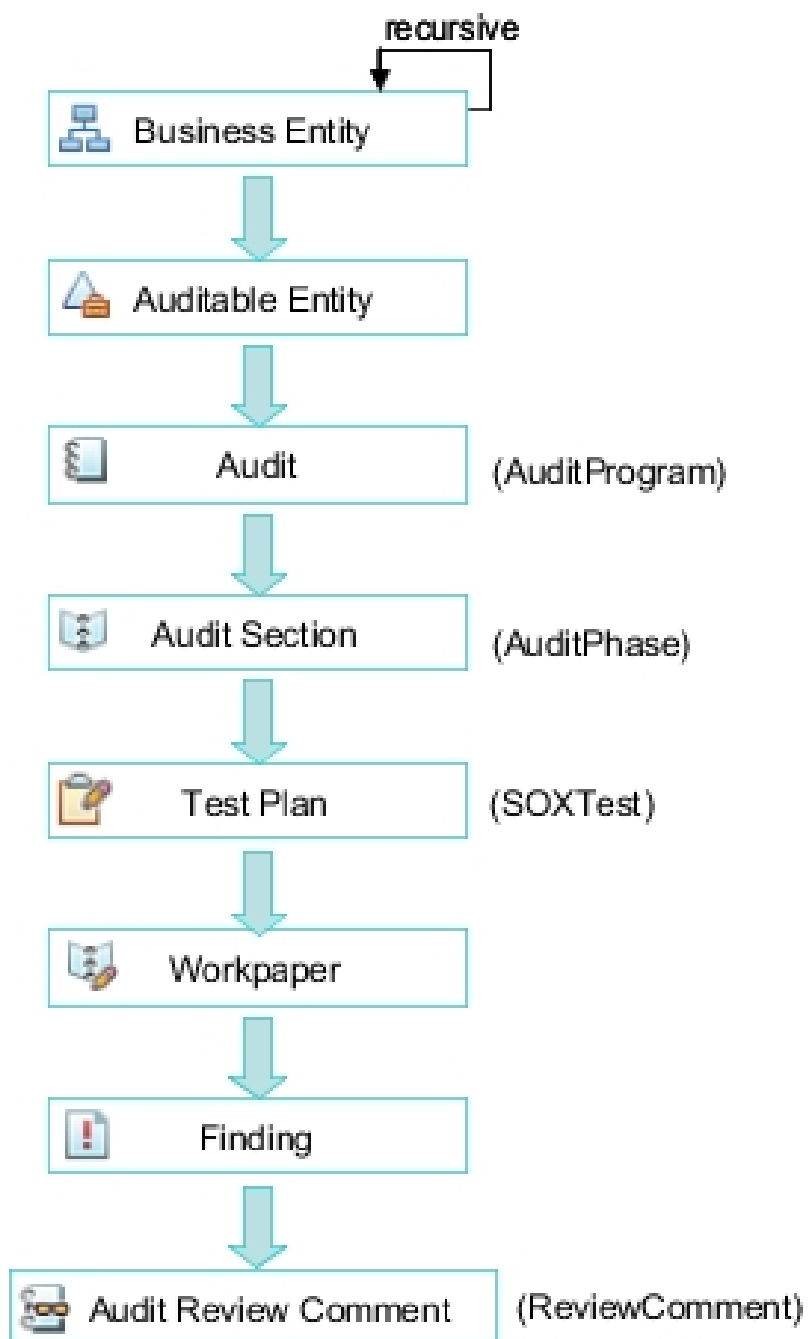 recursive
Business Entity
Auditable Entity
Audit
(AuditProgram)
Audit Section
(AuditPhase)
Test Plan
(SOXTest)
Workpaper
Finding
Audit Review Comment
(ReviewComment)